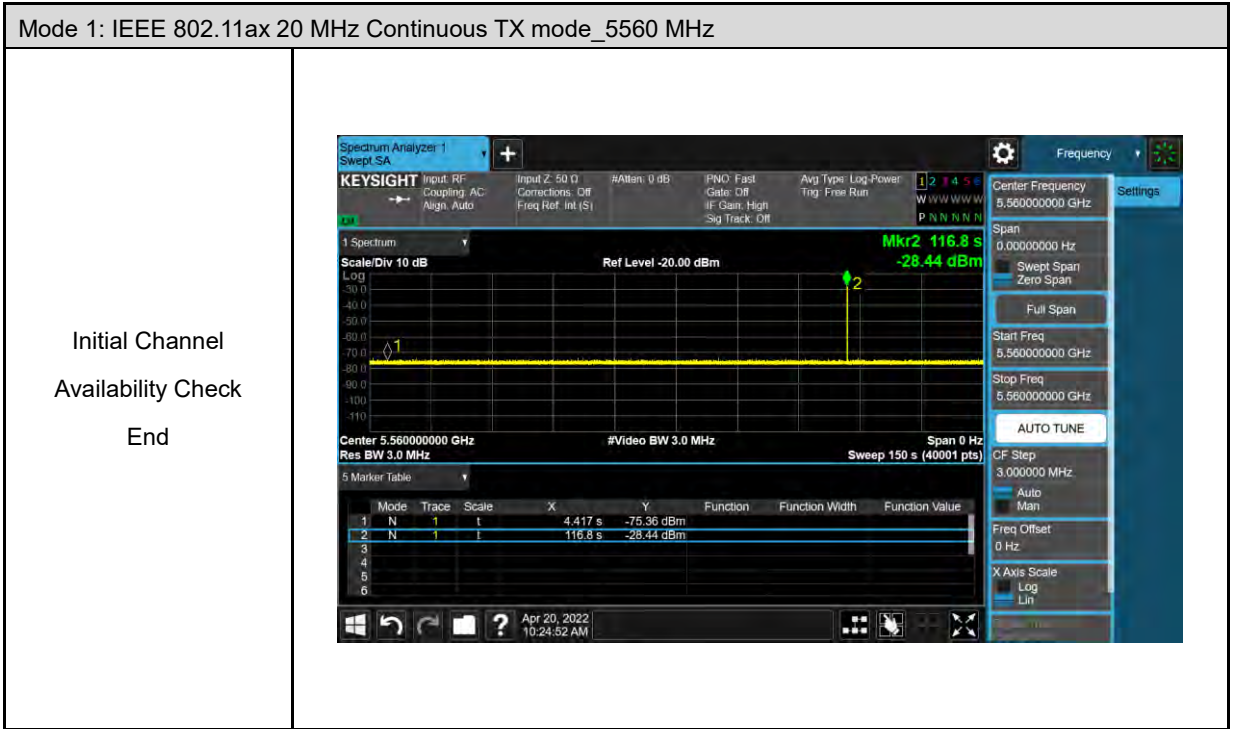 Mode 1: IEEE 802.11ax 20 MHz Continuous TX mode_5560 MHz
Initial Channel
Availability Check
End
Spectrum Analyzer 1
Swept SA
+
Frequency
KEYSIGHT
Input: RF
Coupling: AC
Align: Auto
Input Z: 50 Ω
Corrections: Off
Freq Ref: Int (S)
#Atten: 0 dB
PNO: Fast
Gate: Off
IF Gain: High
Sig Track: Off
Avg Type: Log-Power
Trig: Free Run
1 2 3 4 5 6
W W W W W W
P N N N N N
Center Frequency
5.560000000 GHz
Settings
1 Spectrum
Mkr2 116.8 s
-28.44 dBm
Scale/Div 10 dB
Ref Level -20.00 dBm
Log
-30.0
-40.0
-50.0
-60.0
-70.0
-80.0
-90.0
-100
-110
1
2
Center 5.560000000 GHz
#Video BW 3.0 MHz
Span 0 Hz
Res BW 3.0 MHz
Sweep 150 s (40001 pts)
Span
0.00000000 Hz
Swept Span
Zero Span
Full Span
Start Freq
5.560000000 GHz
Stop Freq
5.560000000 GHz
AUTO TUNE
CF Step
3.000000 MHz
Auto
Man
Freq Offset
0 Hz
X Axis Scale
Log
Lin
5 Marker Table
Mode Trace Scale X Y Function Function Width Function Value
1 N 1 t 4.417 s -75.36 dBm
2 N 1 t 116.8 s -28.44 dBm
3
4
5
6
?
Apr 20, 2022
10:24:52 AM